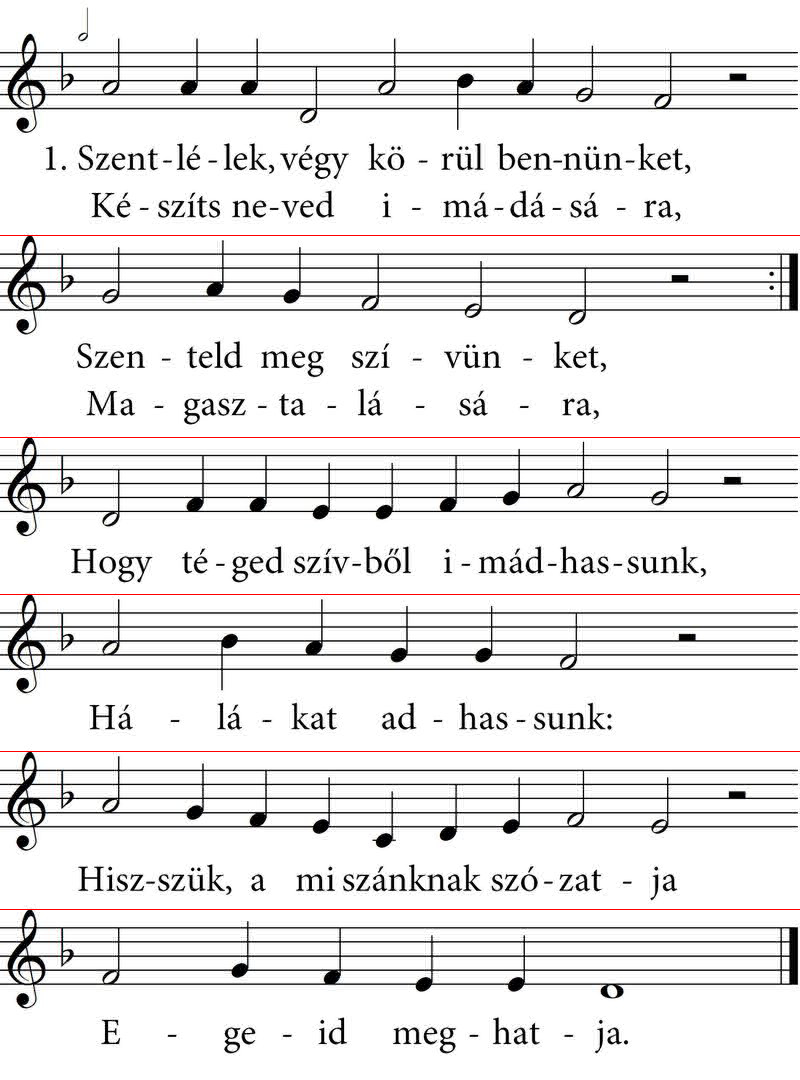 1. Szent - lé - lek, végy kö - rül ben-nün-ket,
Ké - szíts ne-ved i - má - dá - sá - ra,
Szen - teld meg szí - vün - ket,
Ma - gasz - ta - lá - sá - ra,
Hogy té - ged szív-ből i - mád-has-sunk,
Há - lá - kat ad - has - sunk:
Hisz-szük, a mi szánknak szó - zat - ja
E - ge - id meg - hat - ja.